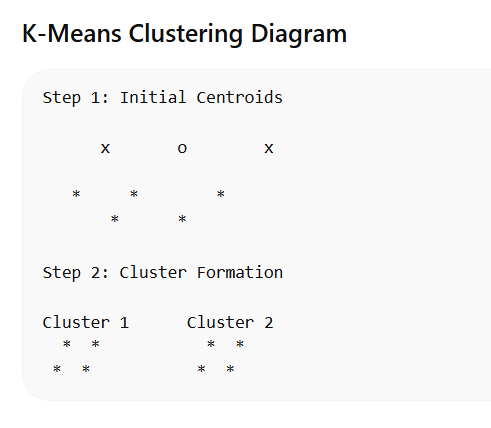 K-Means Clustering Diagram
Step 1: Initial Centroids
x o x
* * *
* *
Step 2: Cluster Formation
Cluster 1 Cluster 2
* * * *
* * * *